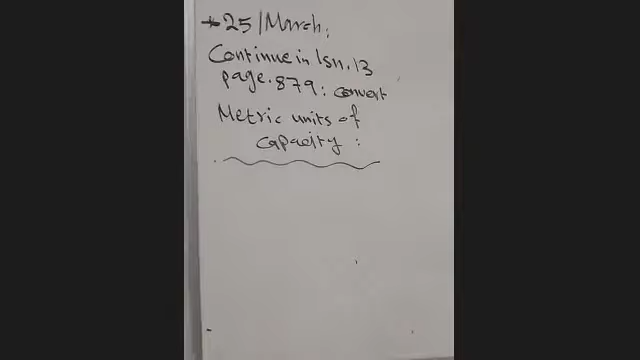 →25/March:
Continue in lsn.13
page.879: convert
Metric units of
capacity: